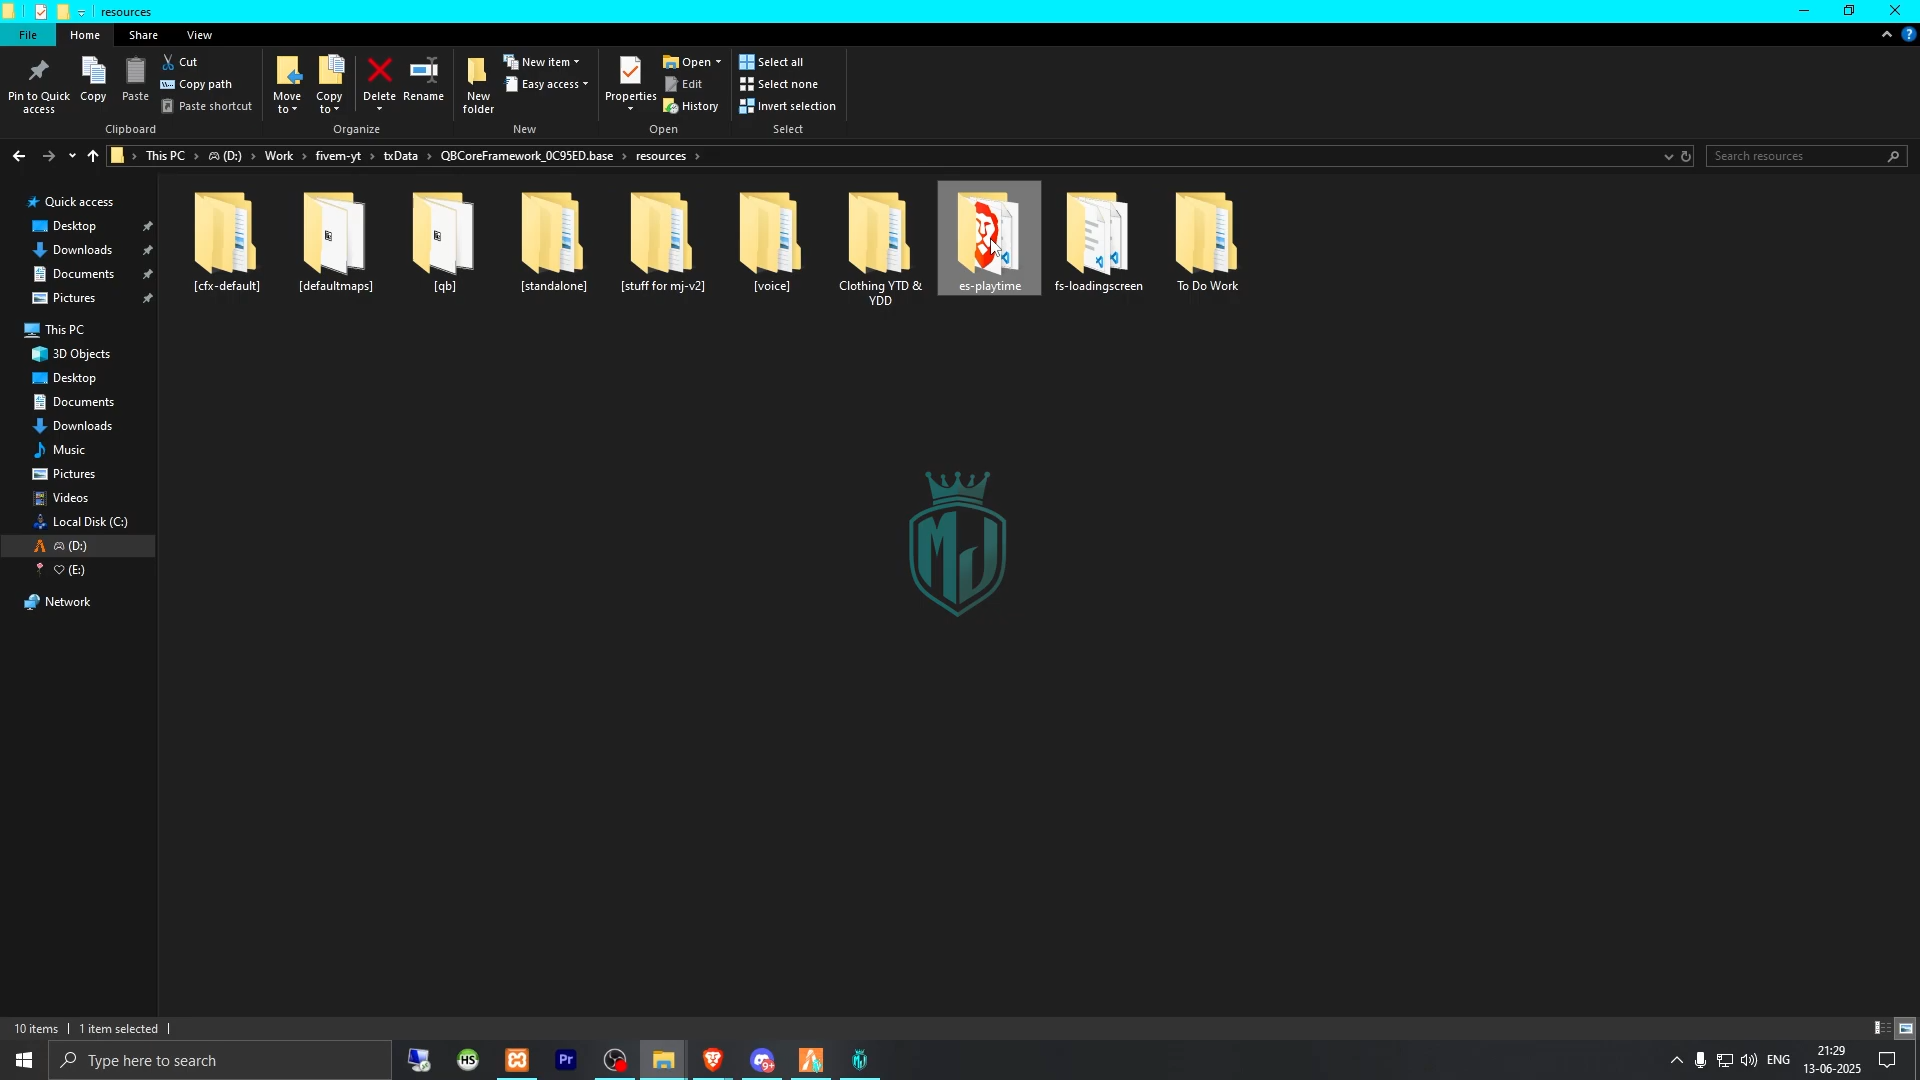 resources
File Home Share View
Pin to Quick access
Copy
Paste
Cut
Copy path
Paste shortcut
Clipboard
Move to
Copy to
Delete
Rename
Organize
New folder
New item
Easy access
New
Properties
Open
Edit
History
Open
Select all
Select none
Invert selection
Select
This PC > (D:) > Work > fivem-yt > txData > QBCoreFramework_0C95ED.base > resources >
Search resources
Quick access
Desktop
Downloads
Documents
Pictures
This PC
3D Objects
Desktop
Documents
Downloads
Music
Pictures
Videos
Local Disk (C:)
(D:)
(E:)
Network
[cfx-default]
[defaultmaps]
[qb]
[standalone]
[stuff for mj-v2]
[voice]
Clothing YTD &
YDD
es-playtime
fs-loadingscreen
To Do Work
MJ
10 items
1 item selected
Type here to search
HS
Pr
9+
ENG
21:29
13-06-2025